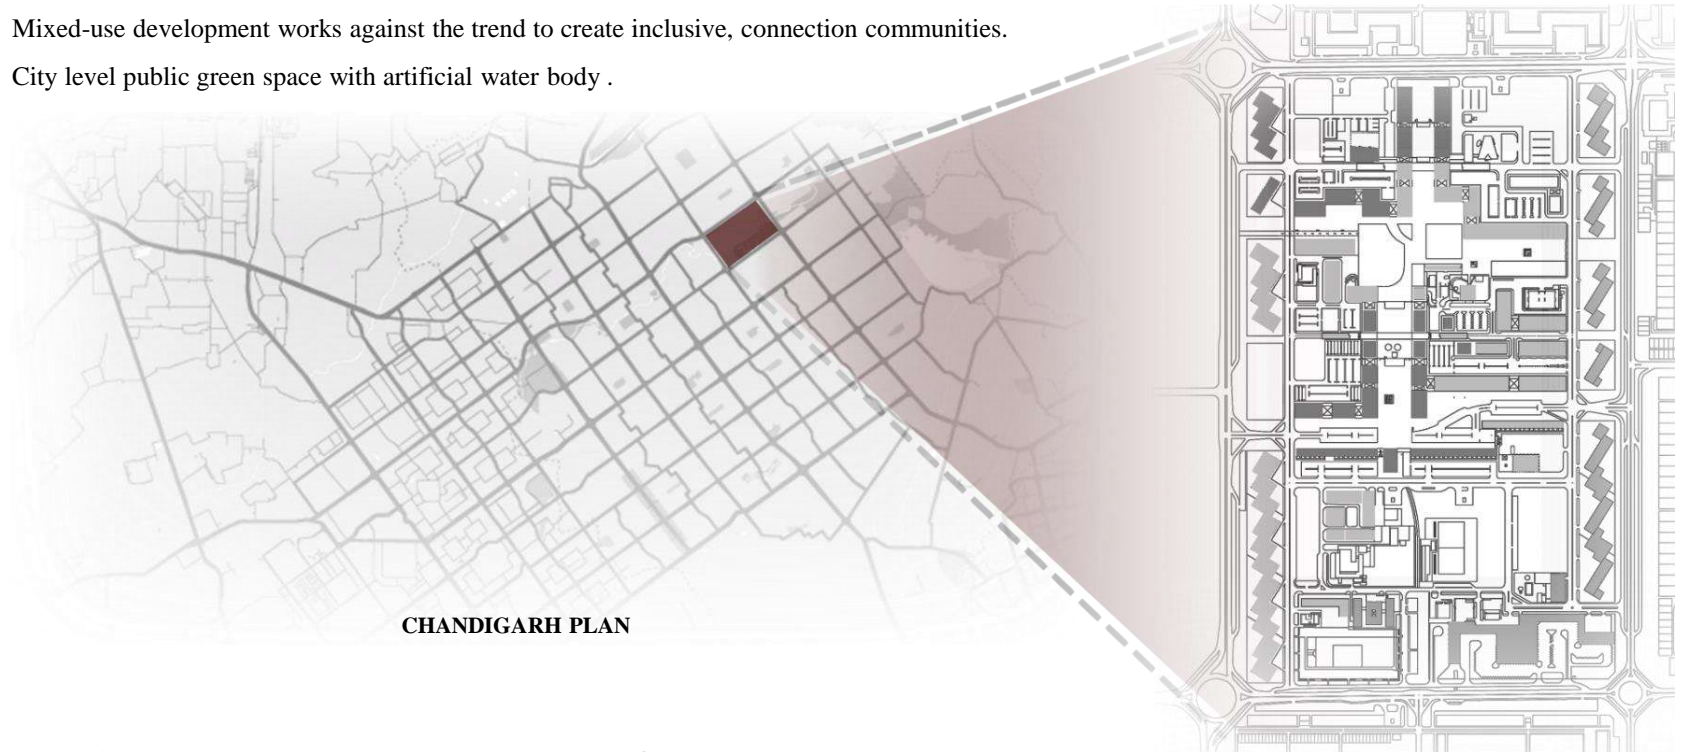 Mixed-use development works against the trend to create inclusive, connection communities.
City level public green space with artificial water body .
CHANDIGARH PLAN